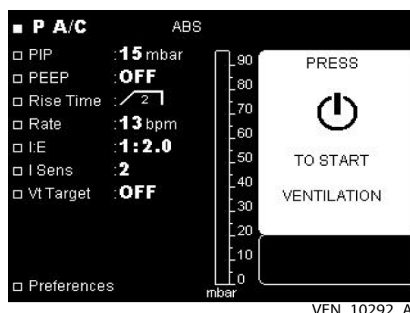 P A/C ABS
PIP :15 mbar
PEEP :OFF
Rise Time : 2
Rate :13 bpm
I:E :1:2.0
I Sens :2
Vt Target :OFF
Preferences
90
80
70
60
50
40
30
20
10
0
mbar
PRESS
TO START
VENTILATION
VEN_10292_A